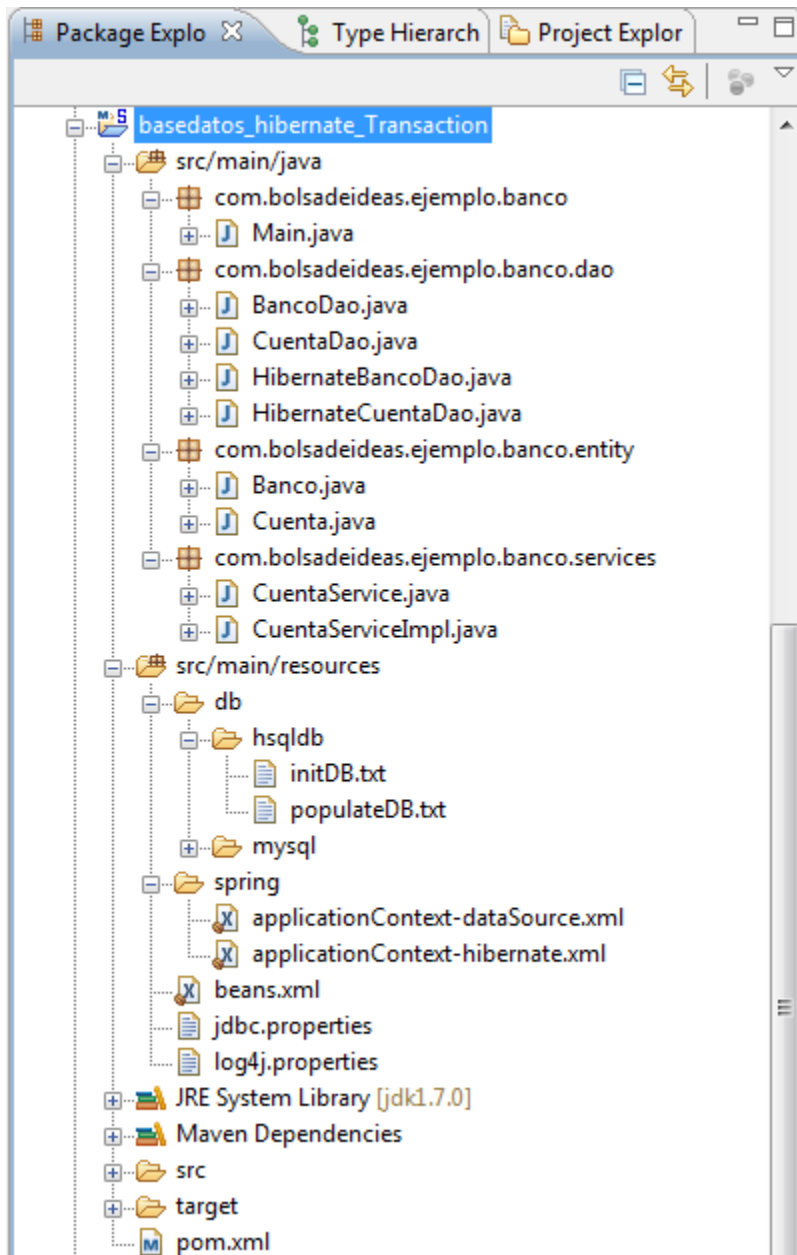 Package Explo Type Hierarch Project Explor
basedatos_hibernate_Transaction
src/main/java
com.bolsadeideas.ejemplo.banco
Main.java
com.bolsadeideas.ejemplo.banco.dao
BancoDao.java
CuentaDao.java
HibernateBancoDao.java
HibernateCuentaDao.java
com.bolsadeideas.ejemplo.banco.entity
Banco.java
Cuenta.java
com.bolsadeideas.ejemplo.banco.services
CuentaService.java
CuentaServiceImpl.java
src/main/resources
db
hsqldb
initDB.txt
populateDB.txt
mysql
spring
applicationContext-dataSource.xml
applicationContext-hibernate.xml
beans.xml
jdbc.properties
log4j.properties
JRE System Library [jdk1.7.0]
Maven Dependencies
src
target
pom.xml